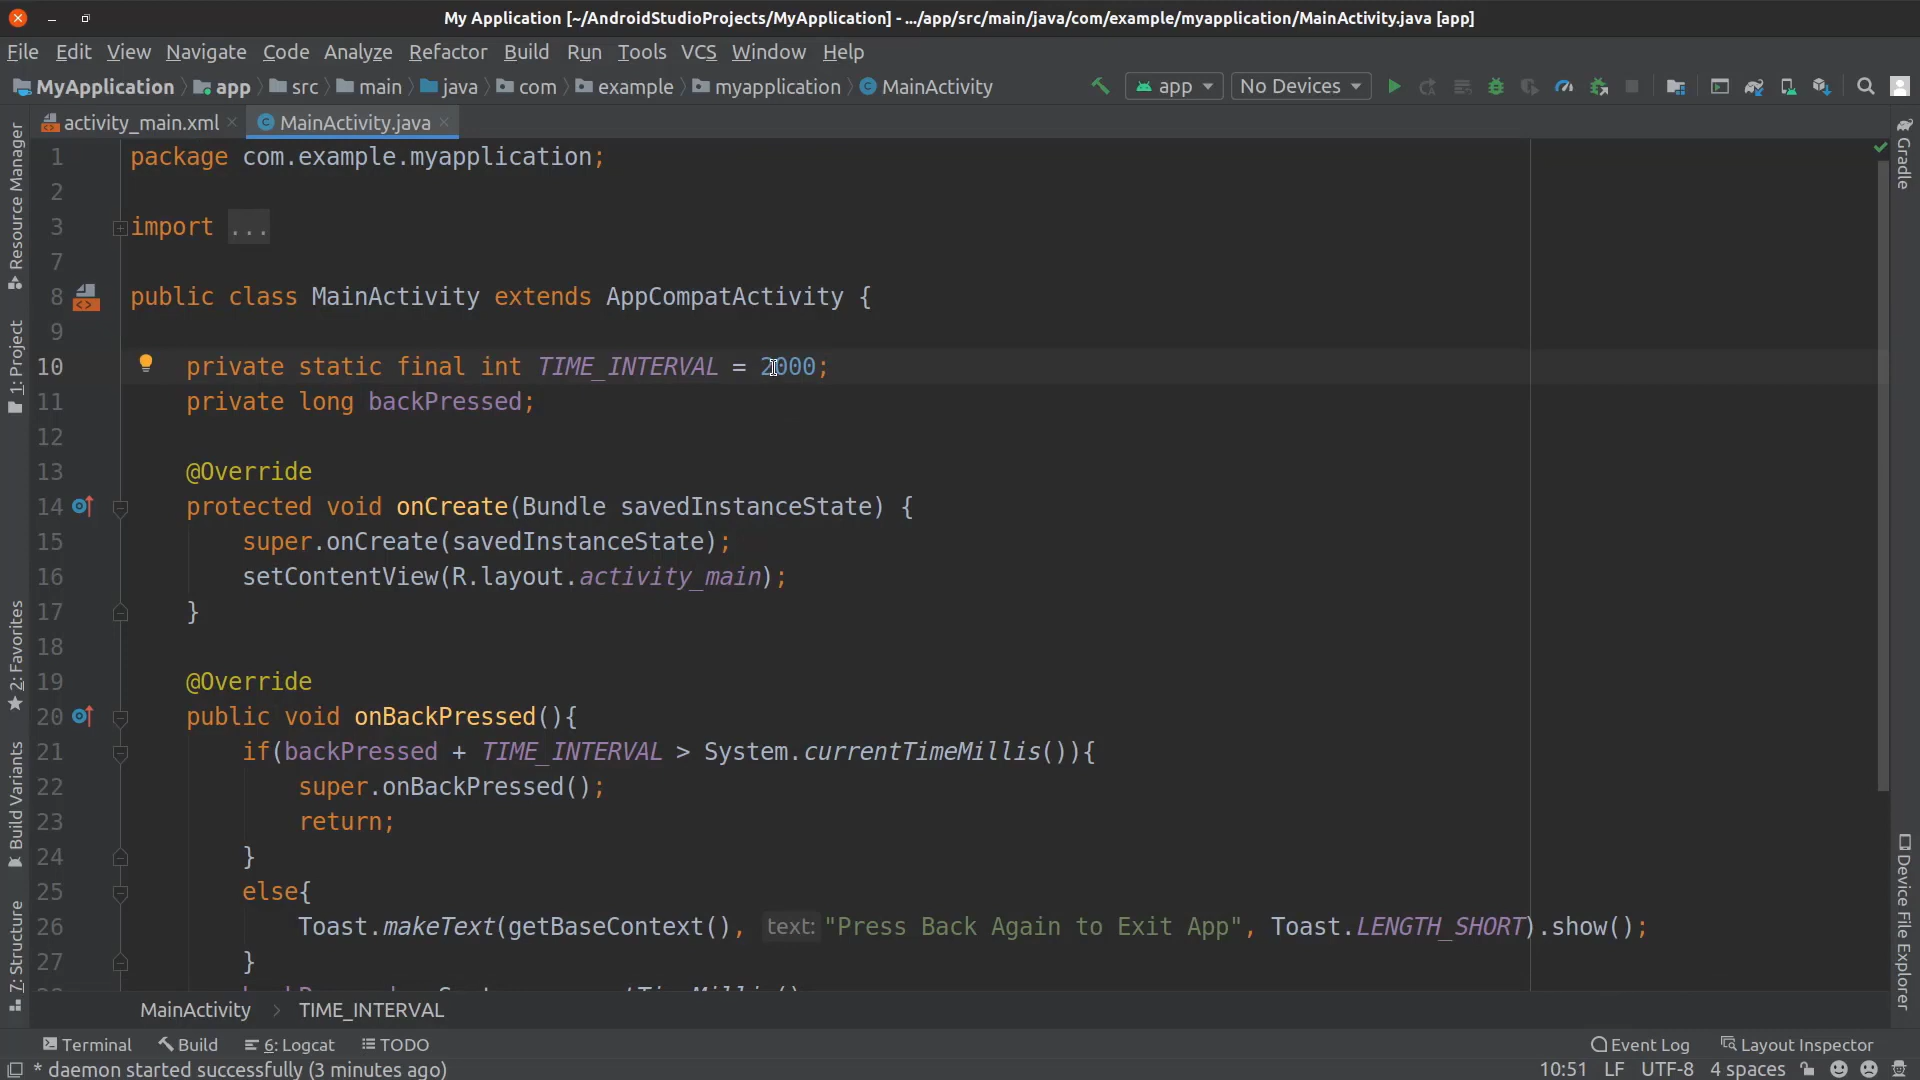 My Application [~/AndroidStudioProjects/MyApplication] - .../app/src/main/java/com/example/myapplication/MainActivity.java [app]
File Edit View Navigate Code Analyze Refactor Build Run Tools VCS Window Help
MyApplication app src main java com example myapplication MainActivity app No Devices
activity_main.xml MainActivity.java
1 package com.example.myapplication;
2
3 import ...
7
8 public class MainActivity extends AppCompatActivity {
9
10 private static final int TIME_INTERVAL = 2000;
11 private long backPressed;
12
13 @Override
14 protected void onCreate(Bundle savedInstanceState) {
15 super.onCreate(savedInstanceState);
16 setContentView(R.layout.activity_main);
17 }
18
19 @Override
20 public void onBackPressed(){
21 if(backPressed + TIME_INTERVAL > System.currentTimeMillis()){
22 super.onBackPressed();
23 return;
24 }
25 else{
26 Toast.makeText(getBaseContext(), text: "Press Back Again to Exit App", Toast.LENGTH_SHORT).show();
27 }
Resource Manager
1: Project
2: Favorites
Build Variants
7: Structure
Gradle
Device File Explorer
MainActivity > TIME_INTERVAL
Terminal Build 6: Logcat TODO Event Log Layout Inspector
* daemon started successfully (3 minutes ago) 10:51 LF UTF-8 4 spaces